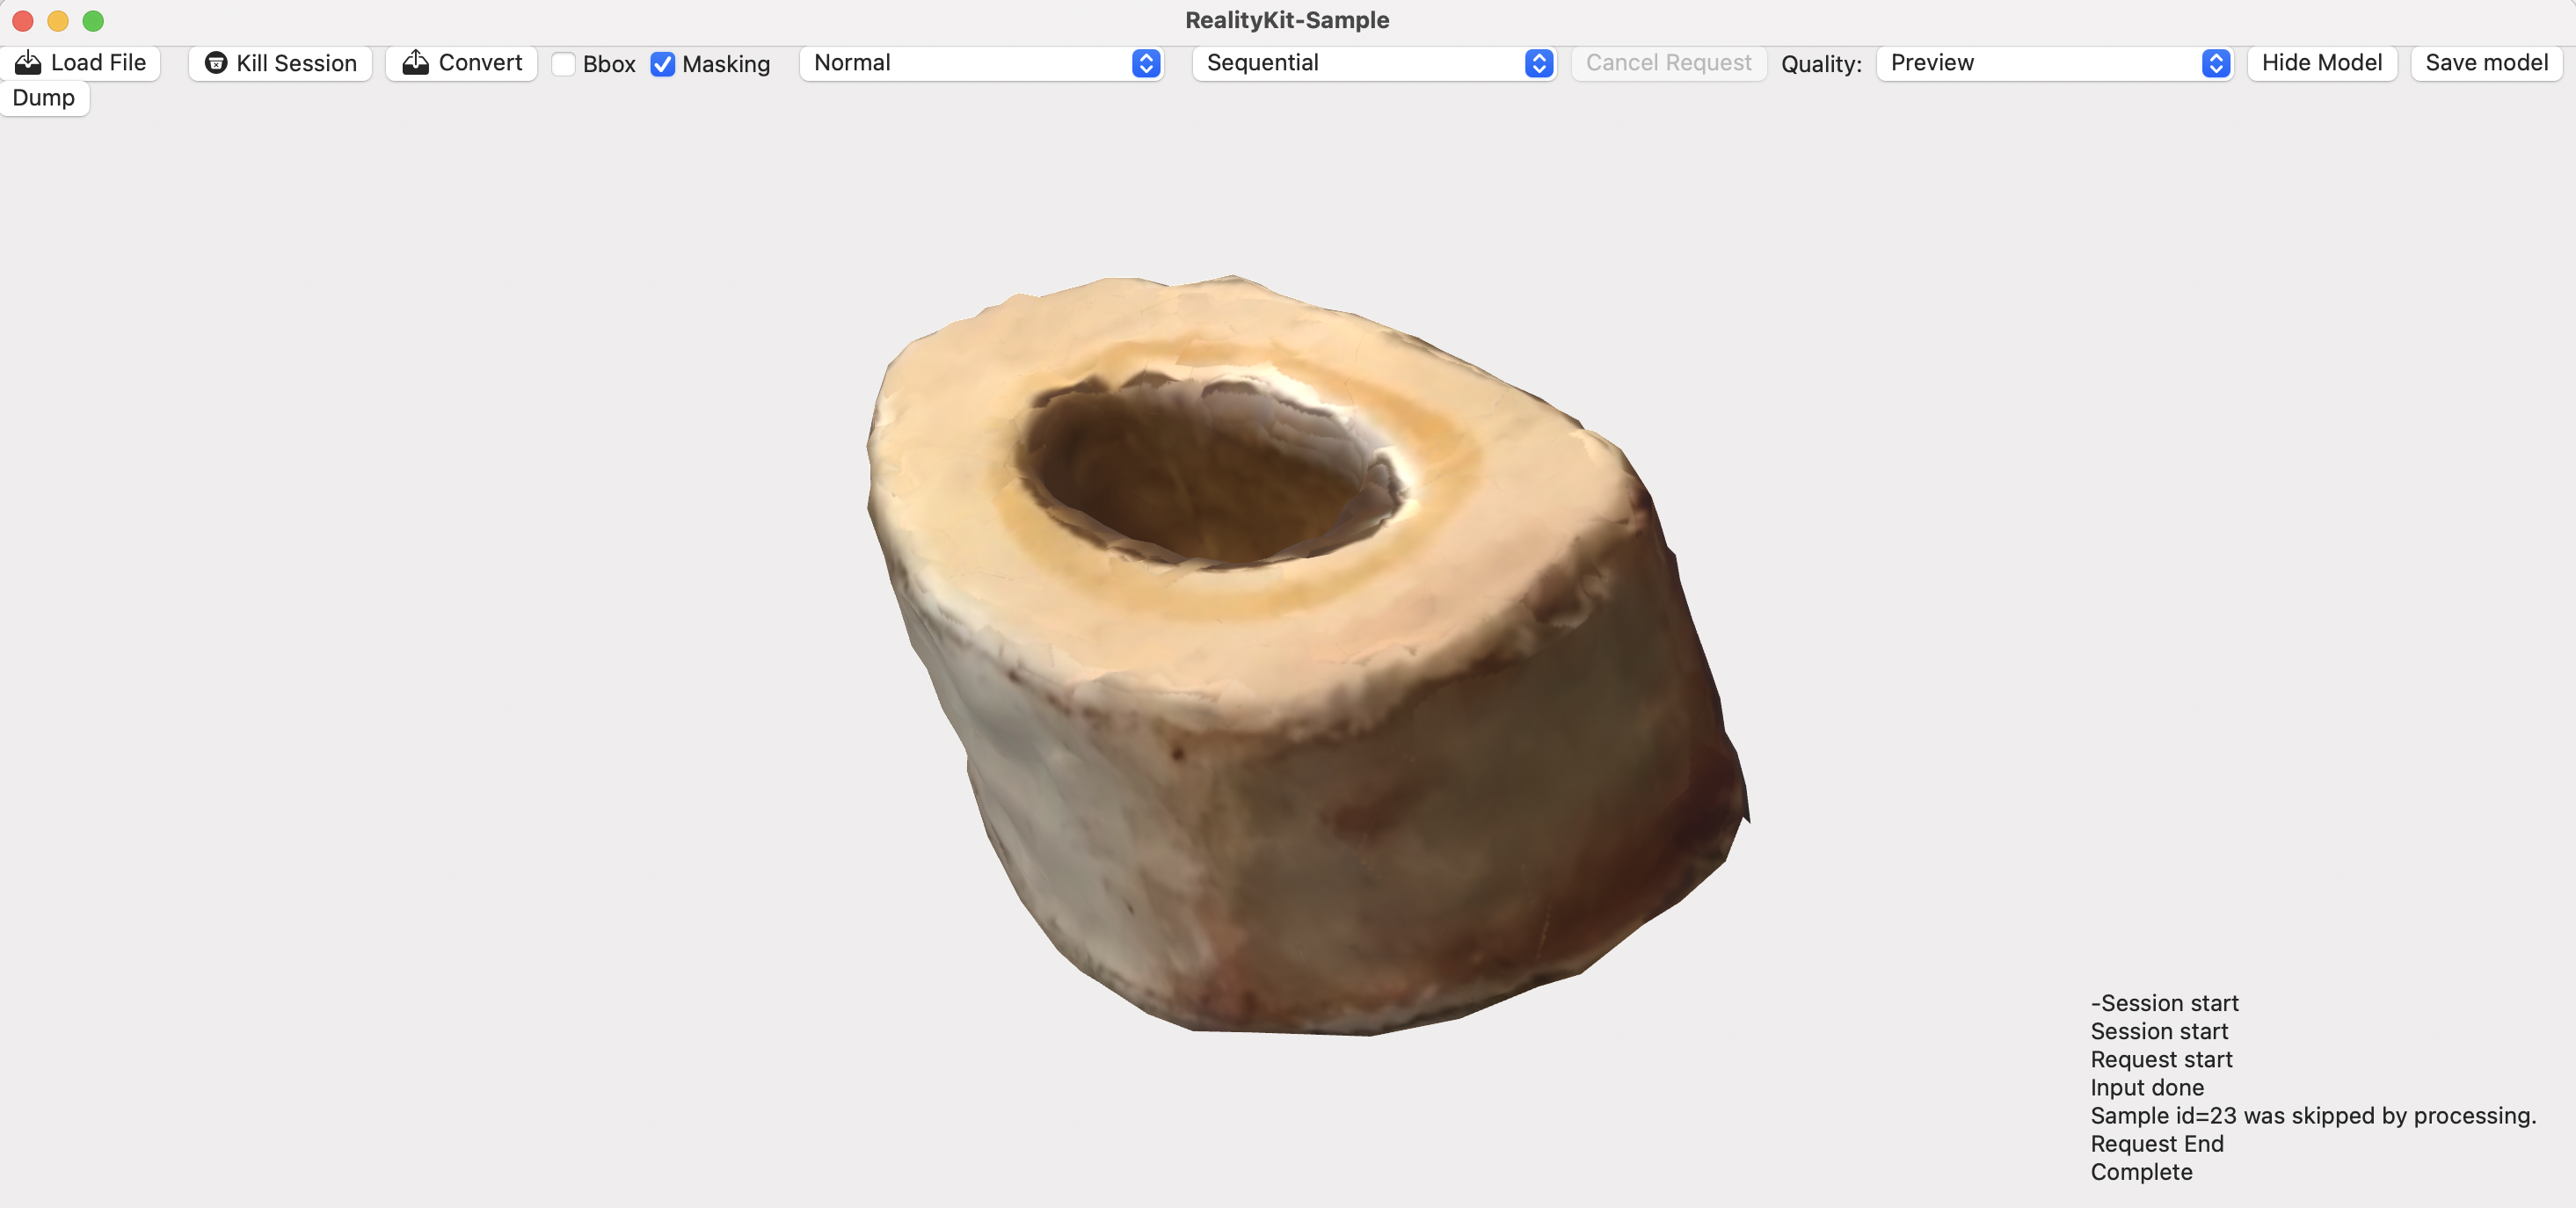 RealityKit-Sample
Load File Kill Session Convert Bbox Masking Normal Sequential Cancel Request Quality: Preview Hide Model Save model
Dump
-Session start
Session start
Request start
Input done
Sample id=23 was skipped by processing.
Request End
Complete